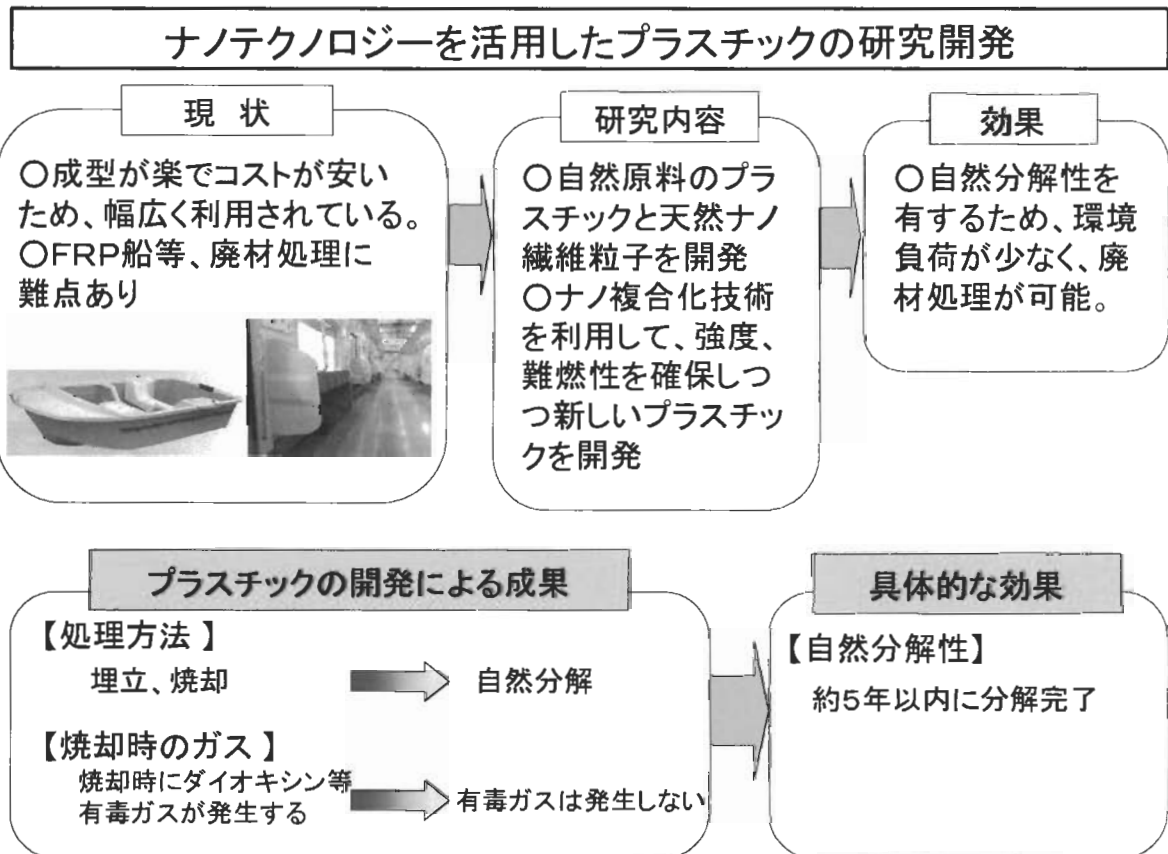 ナノテクノロジーを活用したプラスチックの研究開発
現 状
○成型が楽でコストが安い
ため、幅広く利用されている。
○FRP船等、廃材処理に
難点あり
研究内容
○自然原料のプラ
スチックと天然ナノ
繊維粒子を開発
○ナノ複合化技術
を利用して、強度、
難燃性を確保しつ
つ新しいプラスチッ
クを開発
効果
○自然分解性を
有するため、環境
負荷が少なく、廃
材処理が可能。
プラスチックの開発による成果
【処理方法】
埋立、焼却
自然分解
【焼却時のガス】
焼却時にダイオキシン等
有毒ガスが発生する
有毒ガスは発生しない
具体的な効果
【自然分解性】
約5年以内に分解完了